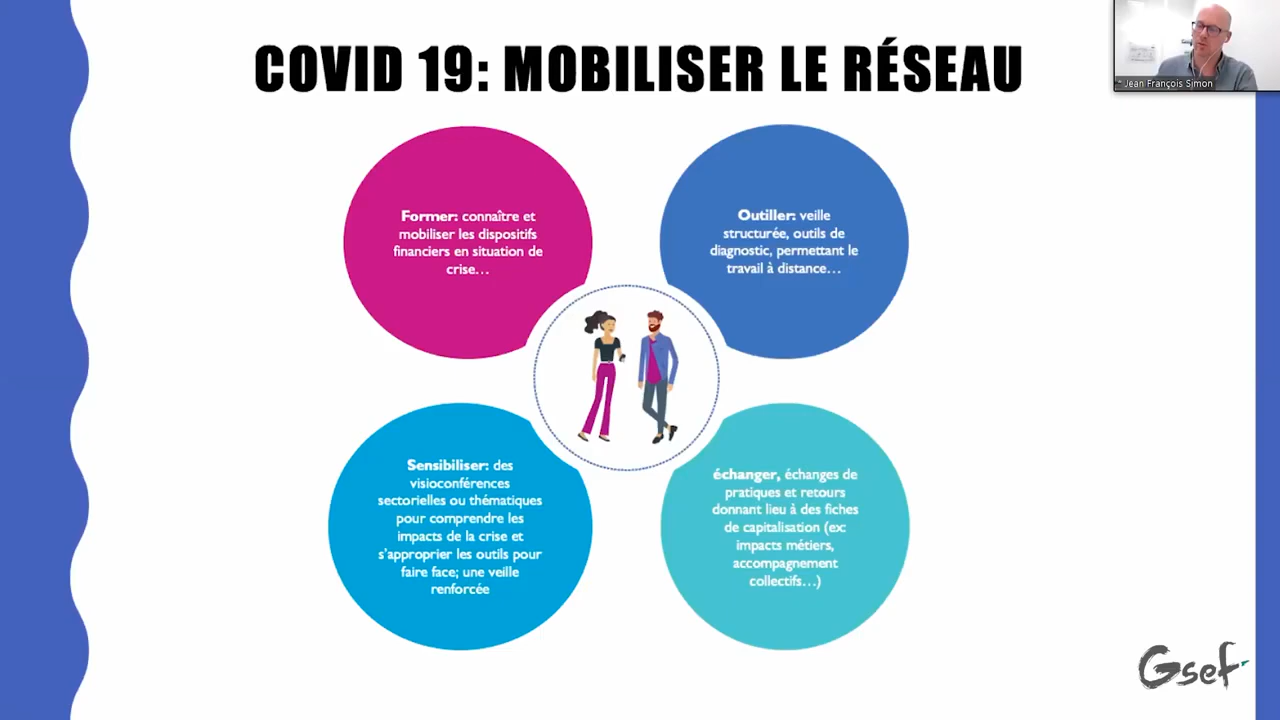 COVID 19: MOBILISER LE RÉSEAU
* Jean François Simon
Former: connaître et
mobiliser les dispositifs
financiers en situation de
crise…
Outiller: veille
structurée, outils de
diagnostic, permettant le
travail à distance…
Sensibiliser: des
visioconférences
sectorielles ou thématiques
pour comprendre les
impacts de la crise et
s'approprier les outils pour
faire face; une veille
renforcée
échanger, échanges de
pratiques et retours
donnant lieu à des fiches
de capitalisation (ex:
impacts métiers,
accompagnement
collectifs…)
Gsef